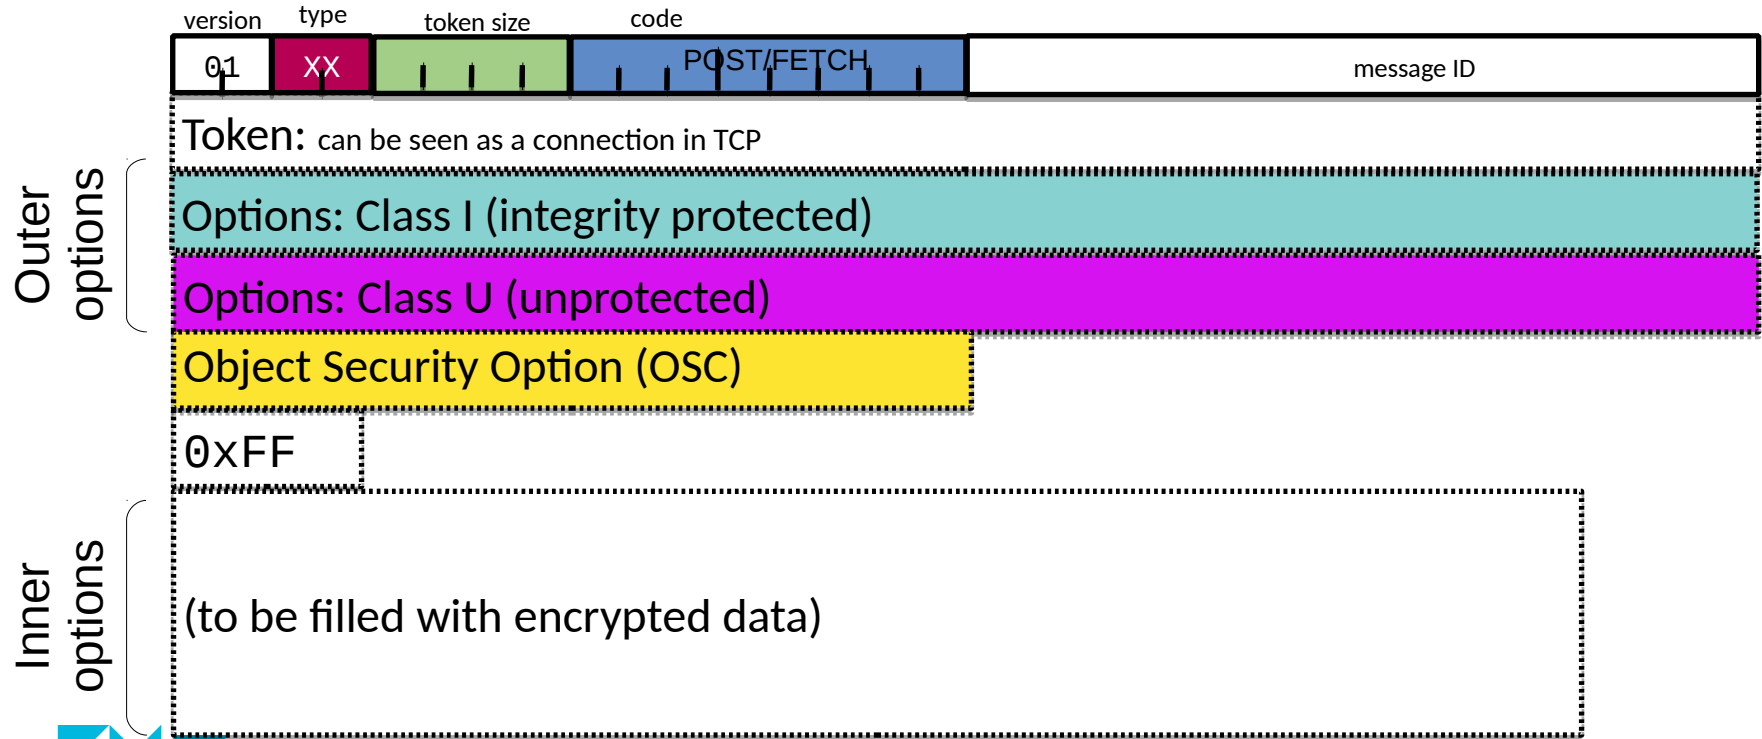 version
type
token size
code
01
XX
POST/FETCH
message ID
Token: can be seen as a connection in TCP
Outer
options
Options: Class I (integrity protected)
Options: Class U (unprotected)
Object Security Option (OSC)
0xFF
Inner
options
(to be filled with encrypted data)